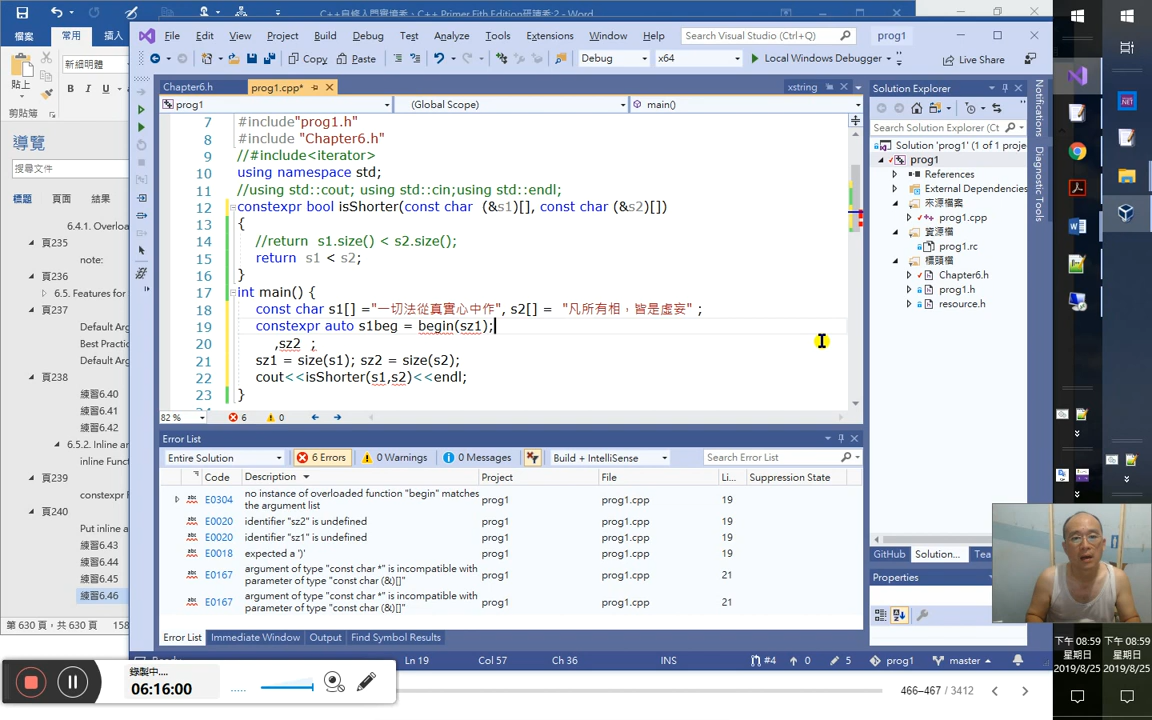 C++自修入門實境秀、C++ Primer Fith Edition研讀秀:2 - Word
檔案
常用
插入
新細明體
貼上
B I U
剪貼簿
導覽
搜尋文件
標題 頁面 結果
6.4.1. Overloa
頁235
note:
頁236
6.5. Features for
頁237
Default Arg
Best Practic
Default Arg
頁238
練習6.40
練習6.41
練習6.42
6.5.2. Inline an
inline Funct
頁239
constexpr F
頁240
Put inline a
練習6.43
練習6.44
練習6.45
練習6.46
第 630 頁,共 630 頁 158
File Edit View Project Build Debug Test Analyze Tools Extensions Window Help Search Visual Studio (Ctrl+Q) prog1
Copy Paste Debug x64 Local Windows Debugger Live Share
Chapter6.h prog1.cpp* xstring
prog1 (Global Scope) main()
7 #include"prog1.h"
8 #include "Chapter6.h"
9 //#include<iterator>
10 using namespace std;
11 //using std::cout; using std::cin;using std::endl;
12 constexpr bool isShorter(const char (&s1)[], const char (&s2)[])
13 {
14 //return s1.size() < s2.size();
15 return s1 < s2;
16 }
17 int main() {
18 const char s1[] ="一切法從真實心中作", s2[] = "凡所有相，皆是虛妄" ;
19 constexpr auto s1beg = begin(sz1);
20 ,sz2 ;
21 sz1 = size(s1); sz2 = size(s2);
22 cout<<isShorter(s1,s2)<<endl;
23 }
82 % 6 0
Error List
Entire Solution 6 Errors 0 Warnings 0 Messages Build + IntelliSense Search Error List
Code Description Project File Li... Suppression State
E0304 no instance of overloaded function "begin" matches the argument list prog1 prog1.cpp 19
E0020 identifier "sz2" is undefined prog1 prog1.cpp 19
E0020 identifier "sz1" is undefined prog1 prog1.cpp 19
E0018 expected a ')' prog1 prog1.cpp 19
E0167 argument of type "const char *" is incompatible with parameter of type "const char (&)[]" prog1 prog1.cpp 21
E0167 argument of type "const char *" is incompatible with parameter of type "const char (&)[]" prog1 prog1.cpp 21
Error List Immediate Window Output Find Symbol Results
Ln 19 Col 57 Ch 36 INS #4 0 5 prog1 master
Solution Explorer
Search Solution Explorer (Ct
Solution 'prog1' (1 of 1 proje
prog1
References
External Dependencies
來源檔案
prog1.cpp
資源檔
prog1.rc
標頭檔
Chapter6.h
prog1.h
resource.h
GitHub Solution... Tea
Properties
Notifications
Diagnostic Tools
錄製中....
06:16:00
466–467 / 3412
下午 08:59
星期日
2019/8/25
下午 08:59
星期日
2019/8/25